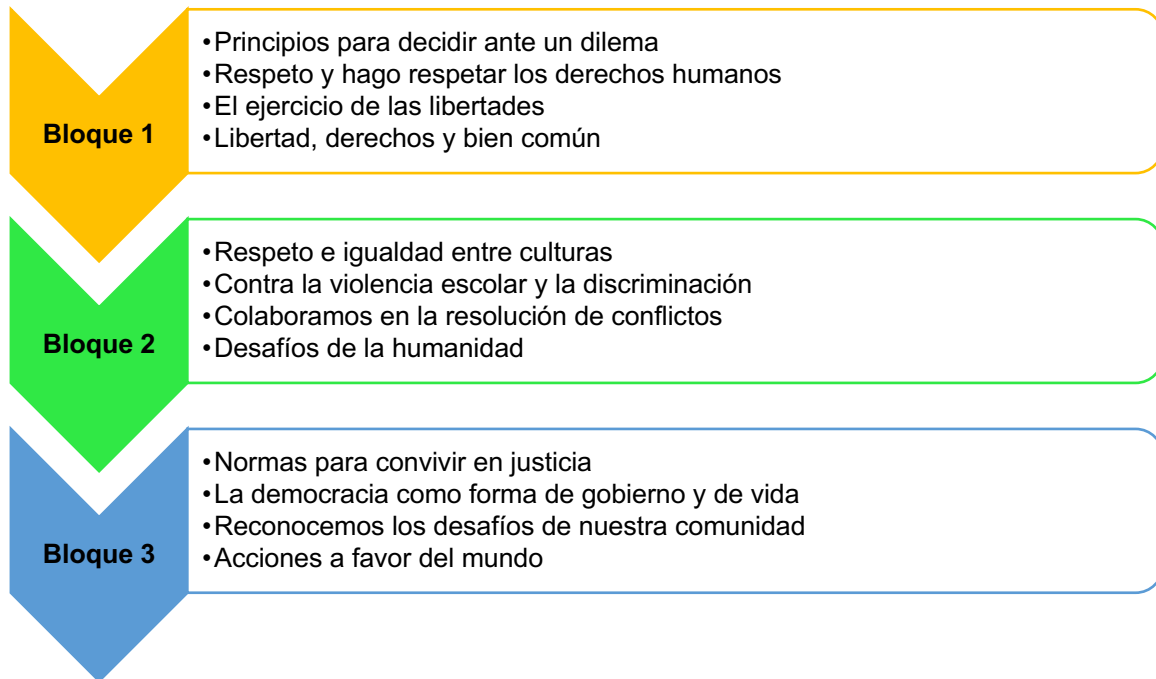 Bloque 1
•Principios para decidir ante un dilema
•Respeto y hago respetar los derechos humanos
•El ejercicio de las libertades
•Libertad, derechos y bien común
Bloque 2
•Respeto e igualdad entre culturas
•Contra la violencia escolar y la discriminación
•Colaboramos en la resolución de conflictos
•Desafíos de la humanidad
Bloque 3
•Normas para convivir en justicia
•La democracia como forma de gobierno y de vida
•Reconocemos los desafíos de nuestra comunidad
•Acciones a favor del mundo